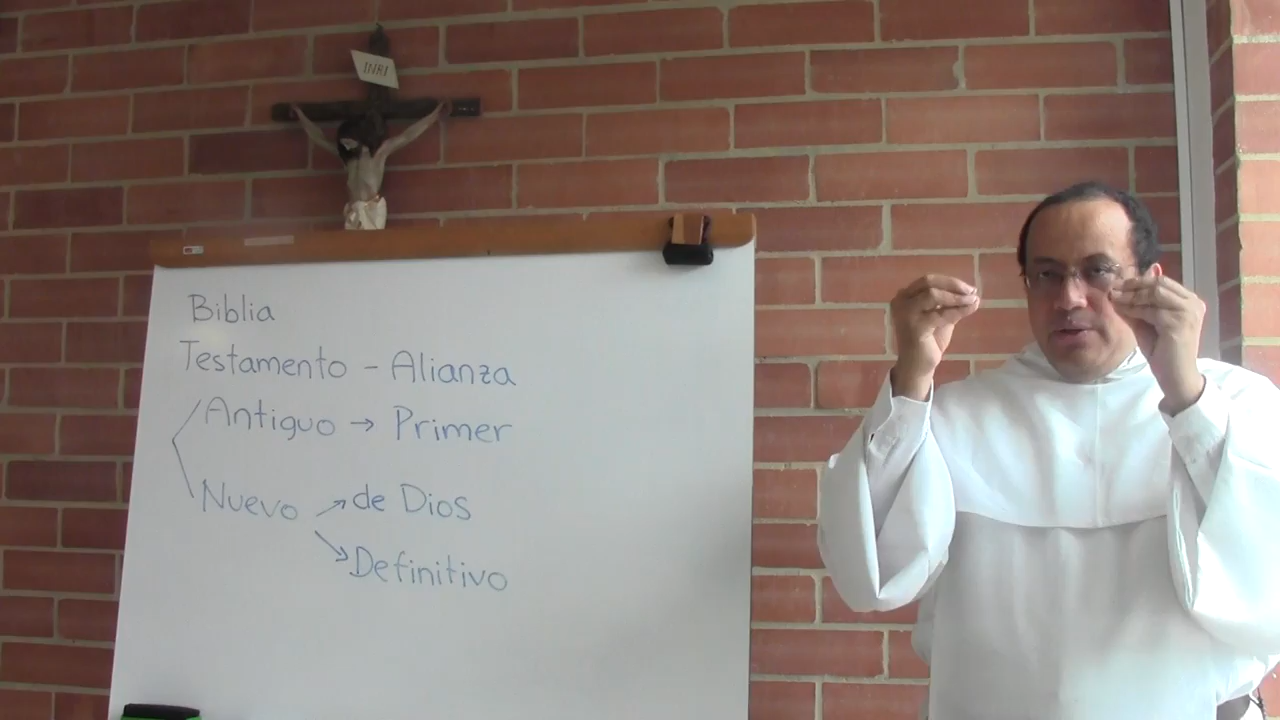 INRI
Biblia
Testamento - Alianza
Antiguo → Primer
Nuevo → de Dios
→ Definitivo